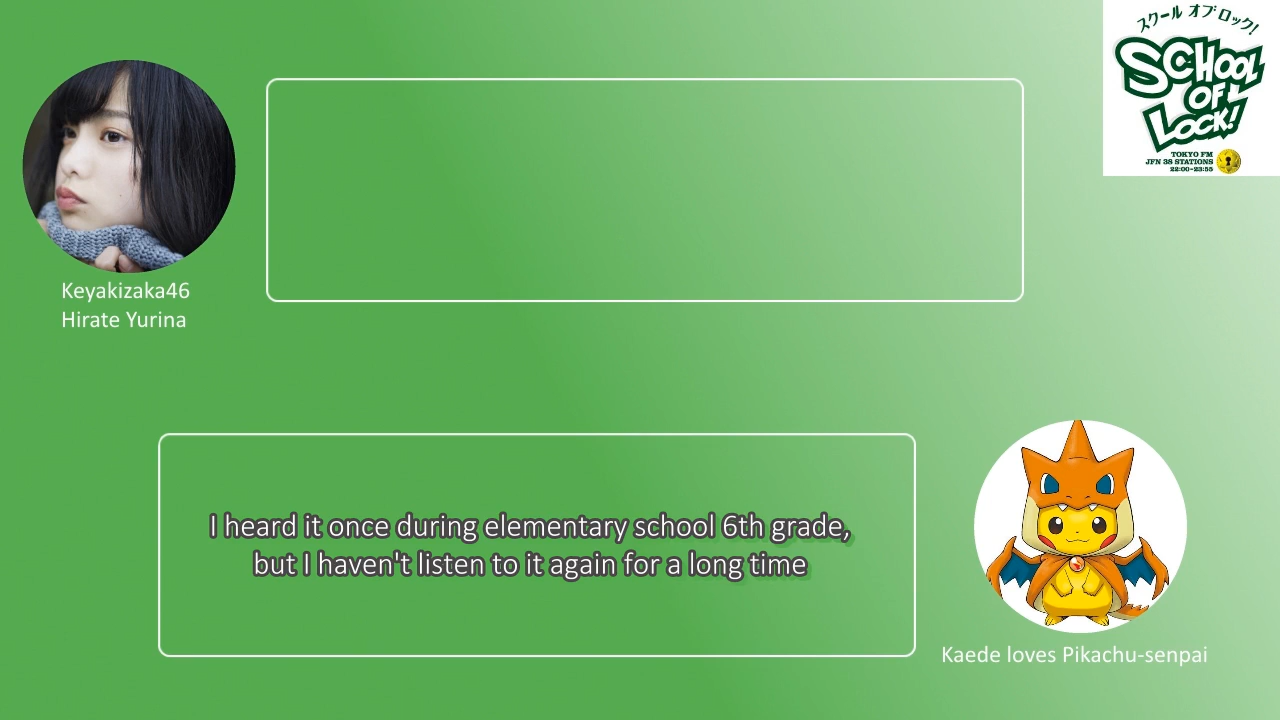 スクール オブ ロック!
SCHOOL
OF
LOCK!
TOKYO FM
JFN 38 STATIONS
22:00-23:55
Keyakizaka46
Hirate Yurina
I heard it once during elementary school 6th grade,
but I haven't listen to it again for a long time
Kaede loves Pikachu-senpai